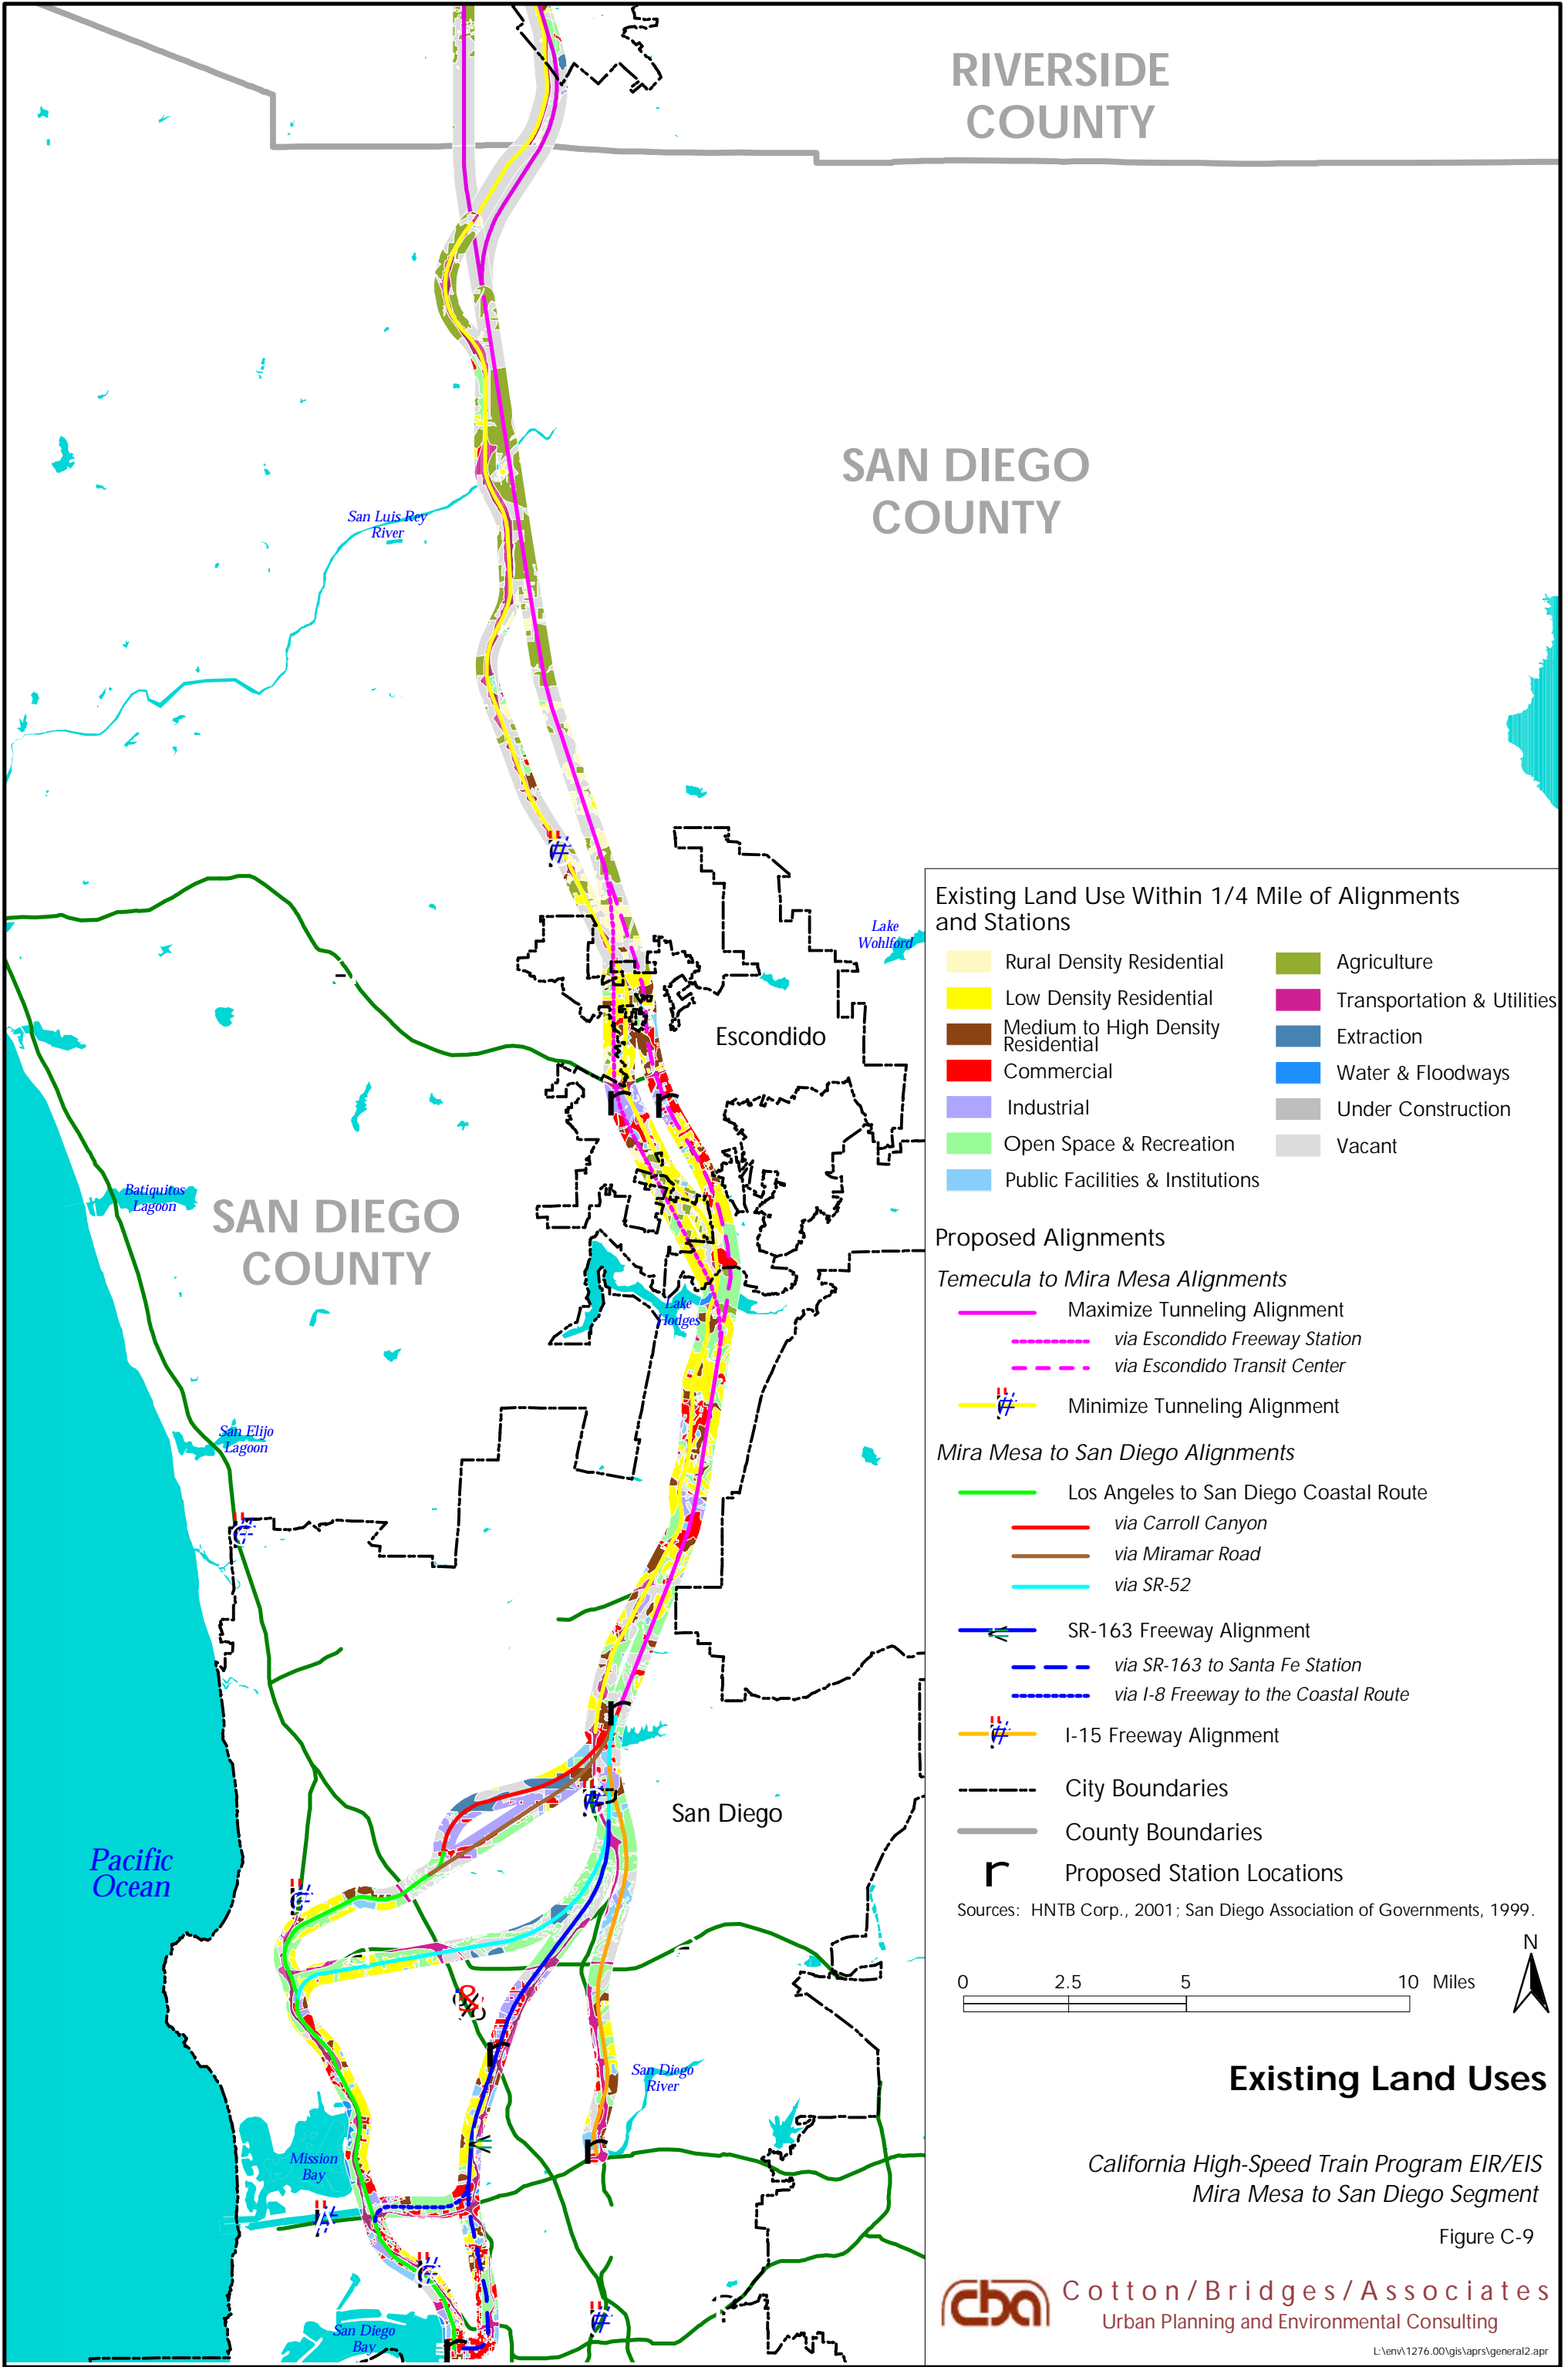 RIVERSIDE
COUNTY
SAN DIEGO
COUNTY
San Luis Rey
River
Lake
Wohlford
Escondido
Batiquitos
Lagoon
SAN DIEGO
COUNTY
Lake
Hodges
San Elijo
Lagoon
San Diego
Pacific
Ocean
San Diego
River
Mission
Bay
San Diego
Bay
r
r
r
r
r
r
Existing Land Use Within 1/4 Mile of Alignments
and Stations
Rural Density Residential
Low Density Residential
Medium to High Density
Residential
Commercial
Industrial
Open Space & Recreation
Public Facilities & Institutions
Agriculture
Transportation & Utilities
Extraction
Water & Floodways
Under Construction
Vacant
Proposed Alignments
Temecula to Mira Mesa Alignments
Maximize Tunneling Alignment
via Escondido Freeway Station
via Escondido Transit Center
Minimize Tunneling Alignment
Mira Mesa to San Diego Alignments
Los Angeles to San Diego Coastal Route
via Carroll Canyon
via Miramar Road
via SR-52
SR-163 Freeway Alignment
via SR-163 to Santa Fe Station
via I-8 Freeway to the Coastal Route
I-15 Freeway Alignment
City Boundaries
County Boundaries
r Proposed Station Locations
Sources: HNTB Corp., 2001; San Diego Association of Governments, 1999.
N
0 2.5 5 10 Miles
Existing Land Uses
California High-Speed Train Program EIR/EIS
Mira Mesa to San Diego Segment
Figure C-9
cba
Cotton/Bridges/Associates
Urban Planning and Environmental Consulting
L:\env\1276.00\gis\aprs\general2.apr